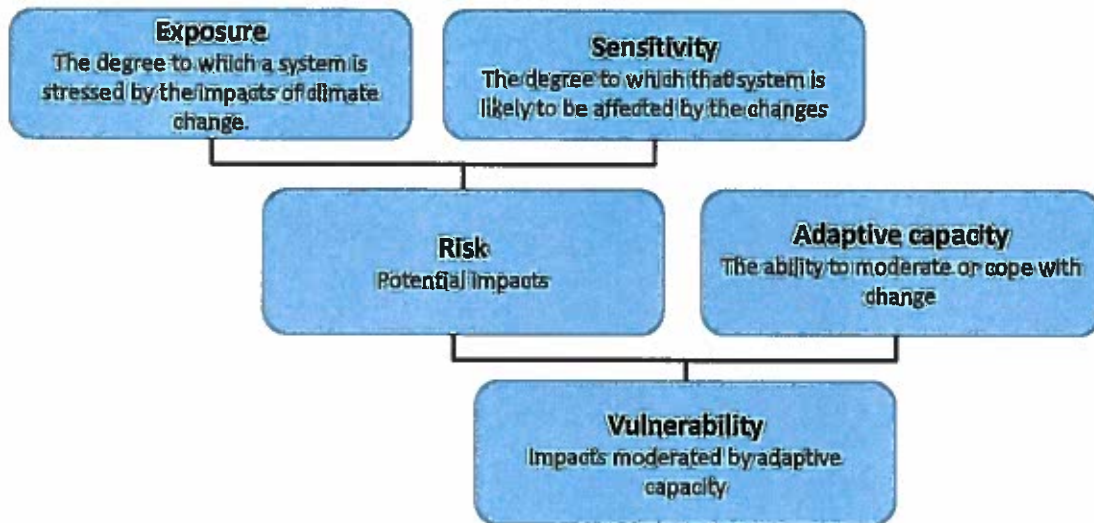 Exposure
The degree to which a system is
stressed by the impacts of climate
change.
Sensitivity
The degree to which that system is
likely to be affected by the changes
Risk
Potential impacts
Adaptive capacity
The ability to moderate or cope with
change
Vulnerability
Impacts moderated by adaptive
capacity